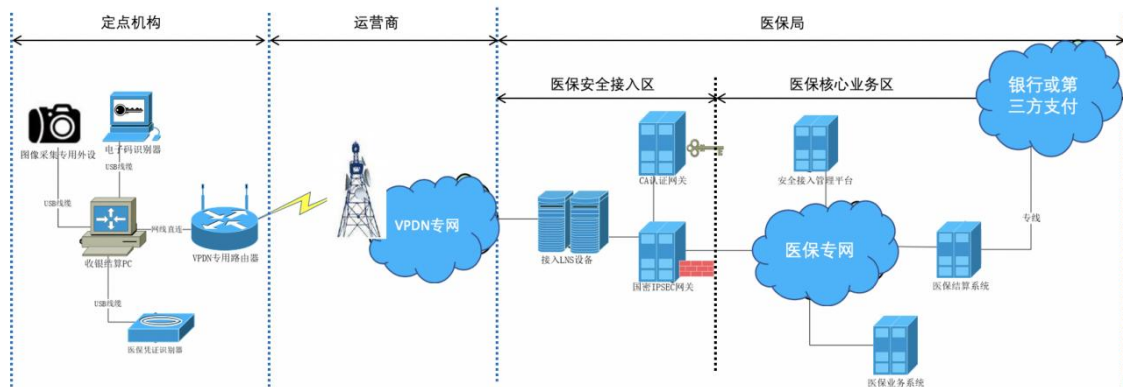 定点机构
运营商
医保局
医保安全接入区
医保核心业务区
银行或第
三方支付
图像采集专用外设
电子码识别器
USB线缆
USB线缆
收银结算PC
网线直连
VPDN专用路由器
USB线缆
医保凭证识别器
VPDN专网
CA认证网关
接入LNS设备
国密IPSEC网关
安全接入管理平台
医保专网
专线
医保结算系统
医保业务系统